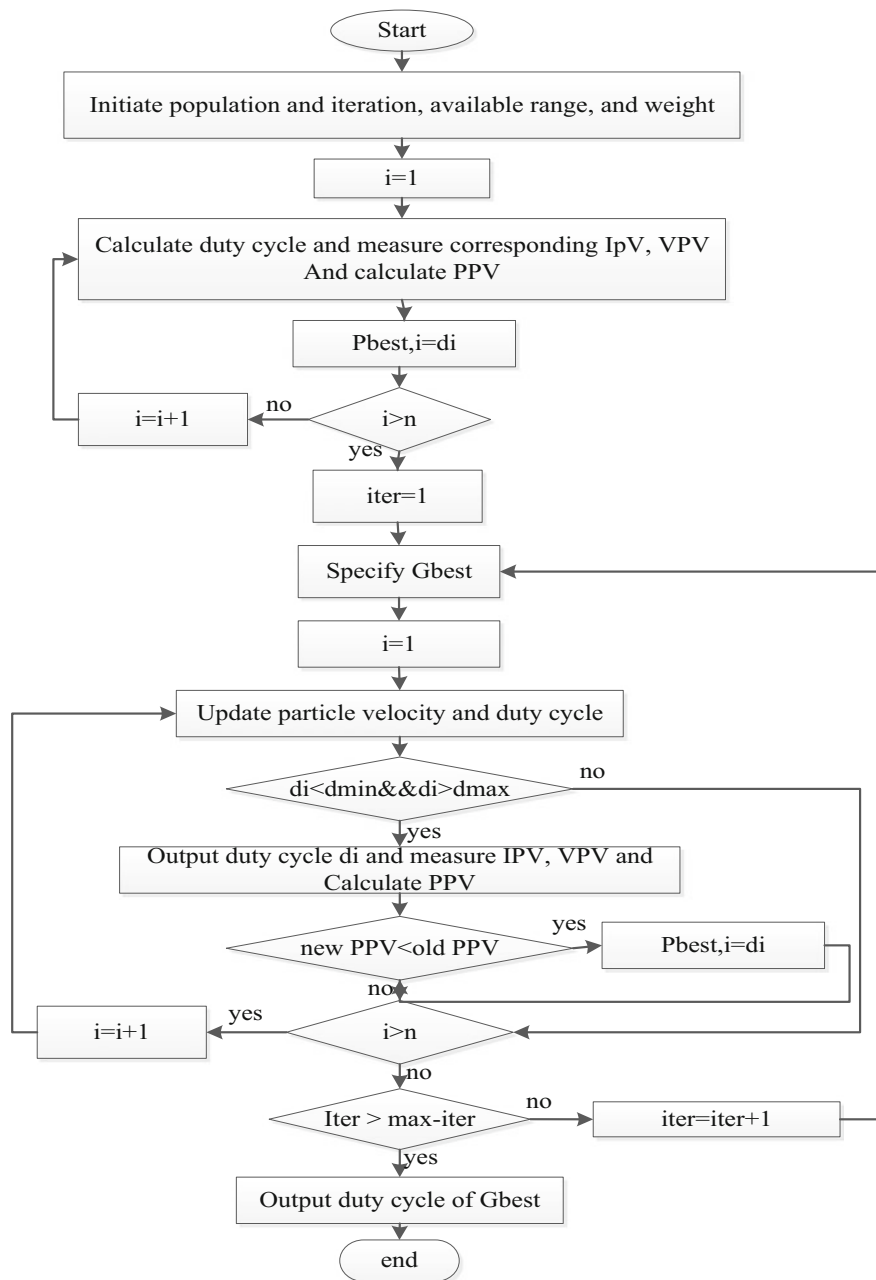 Start
Initiate population and iteration, available range, and weight
i=1
Calculate duty cycle and measure corresponding IpV, VPV
And calculate PPV
Pbest,i=di
i>n
no
i=i+1
yes
iter=1
Specify Gbest
i=1
Update particle velocity and duty cycle
di<dmin&&di>dmax
no
yes
Output duty cycle di and measure IPV, VPV and
Calculate PPV
new PPV<old PPV
yes
Pbest,i=di
no
i>n
yes
i=i+1
no
Iter > max-iter
no
iter=iter+1
yes
Output duty cycle of Gbest
end